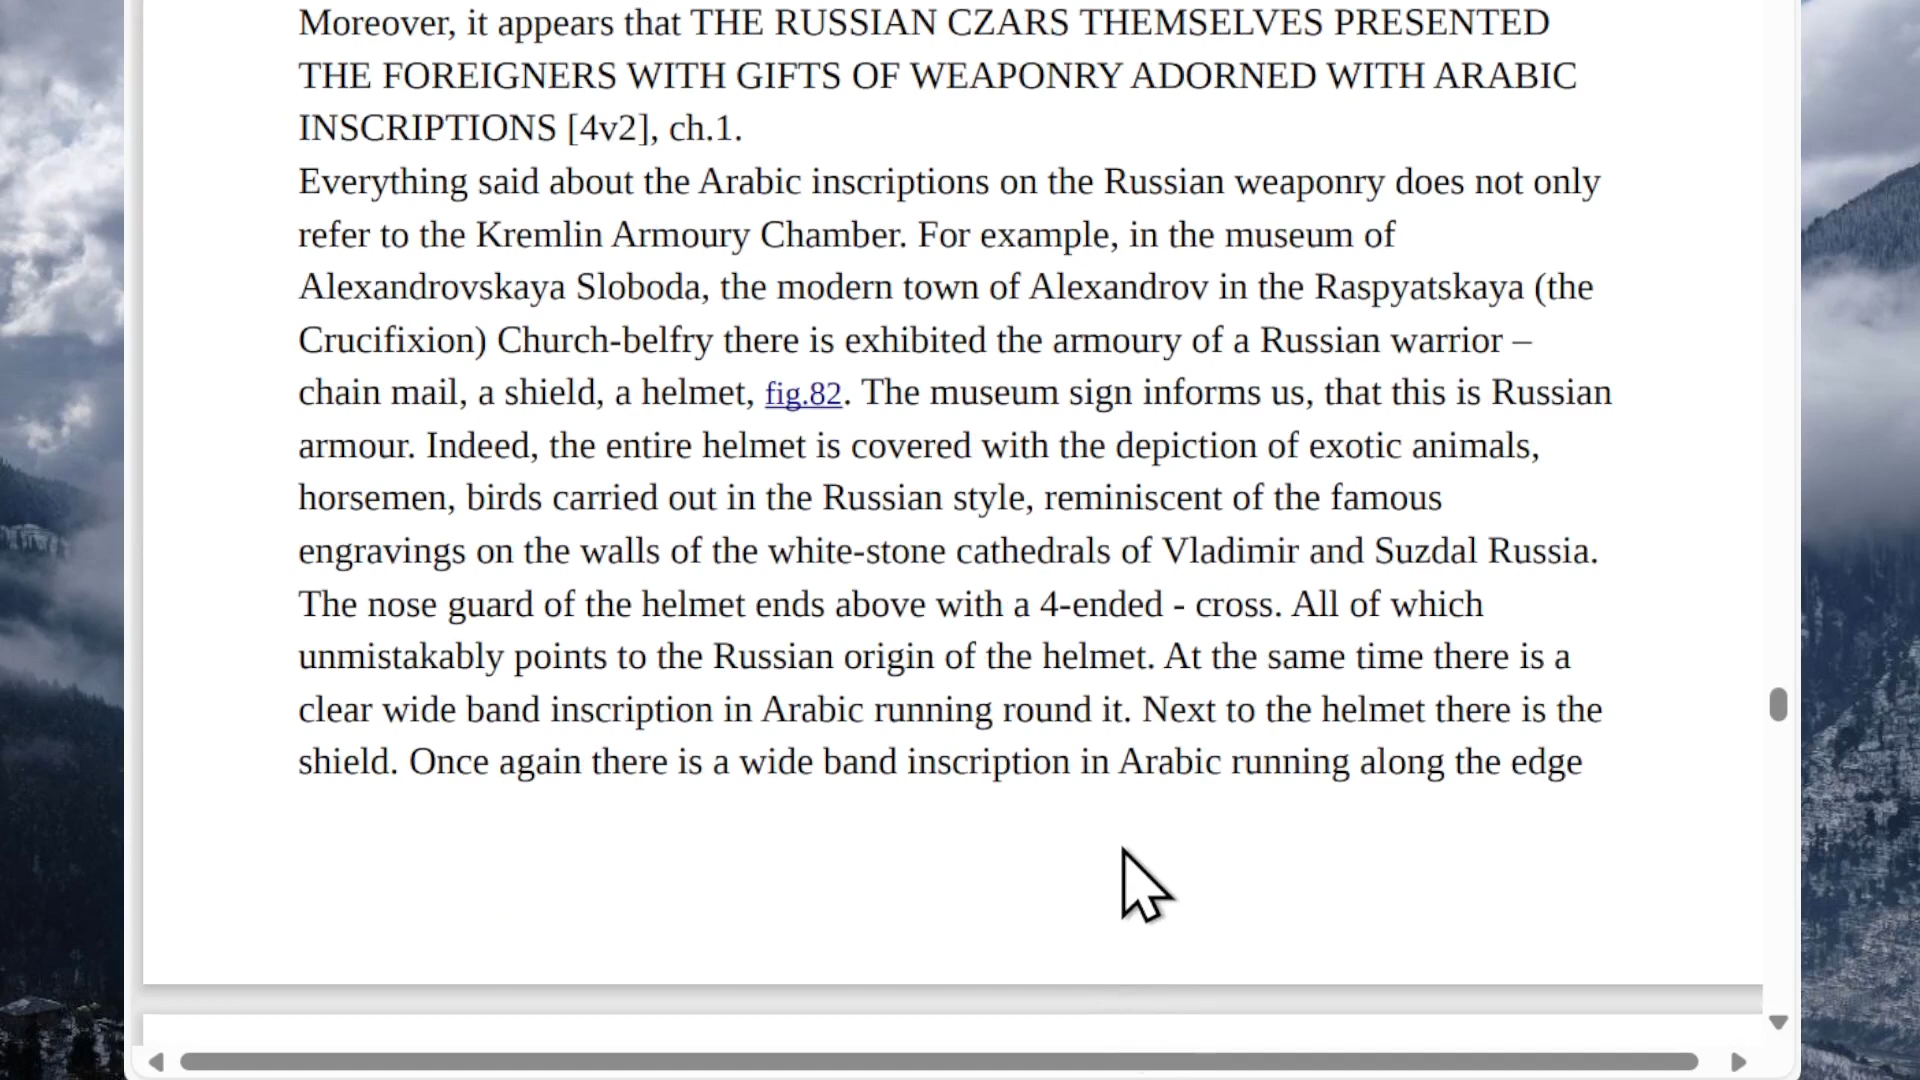 Moreover, it appears that THE RUSSIAN CZARS THEMSELVES PRESENTED
THE FOREIGNERS WITH GIFTS OF WEAPONRY ADORNED WITH ARABIC
INSCRIPTIONS [4v2], ch.1.
Everything said about the Arabic inscriptions on the Russian weaponry does not only
refer to the Kremlin Armoury Chamber. For example, in the museum of
Alexandrovskaya Sloboda, the modern town of Alexandrov in the Raspyatskaya (the
Crucifixion) Church-belfry there is exhibited the armoury of a Russian warrior –
chain mail, a shield, a helmet, fig.82. The museum sign informs us, that this is Russian
armour. Indeed, the entire helmet is covered with the depiction of exotic animals,
horsemen, birds carried out in the Russian style, reminiscent of the famous
engravings on the walls of the white-stone cathedrals of Vladimir and Suzdal Russia.
The nose guard of the helmet ends above with a 4-ended - cross. All of which
unmistakably points to the Russian origin of the helmet. At the same time there is a
clear wide band inscription in Arabic running round it. Next to the helmet there is the
shield. Once again there is a wide band inscription in Arabic running along the edge